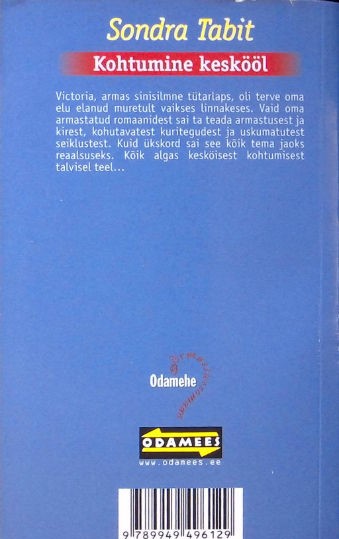 Sondra Tabit
Kohtumine keskööl
Victoria, armas sinisilmne tütarlaps, oli terve oma
elu elanud muretult vaikses linnakeses. Vaid oma
armastatud romaanidest sai ta teada armastusest ja
kirest, kohutavatest kuritegudest ja uskumatutest
seiklustest. Kuid ükskord sai see kõik tema jaoks
reaalsuseks. Kõik algas kesköisest kohtumisest
talvisel teel...
Odamehe
ODAMEES
www.odamees.ee
9 789949 496129